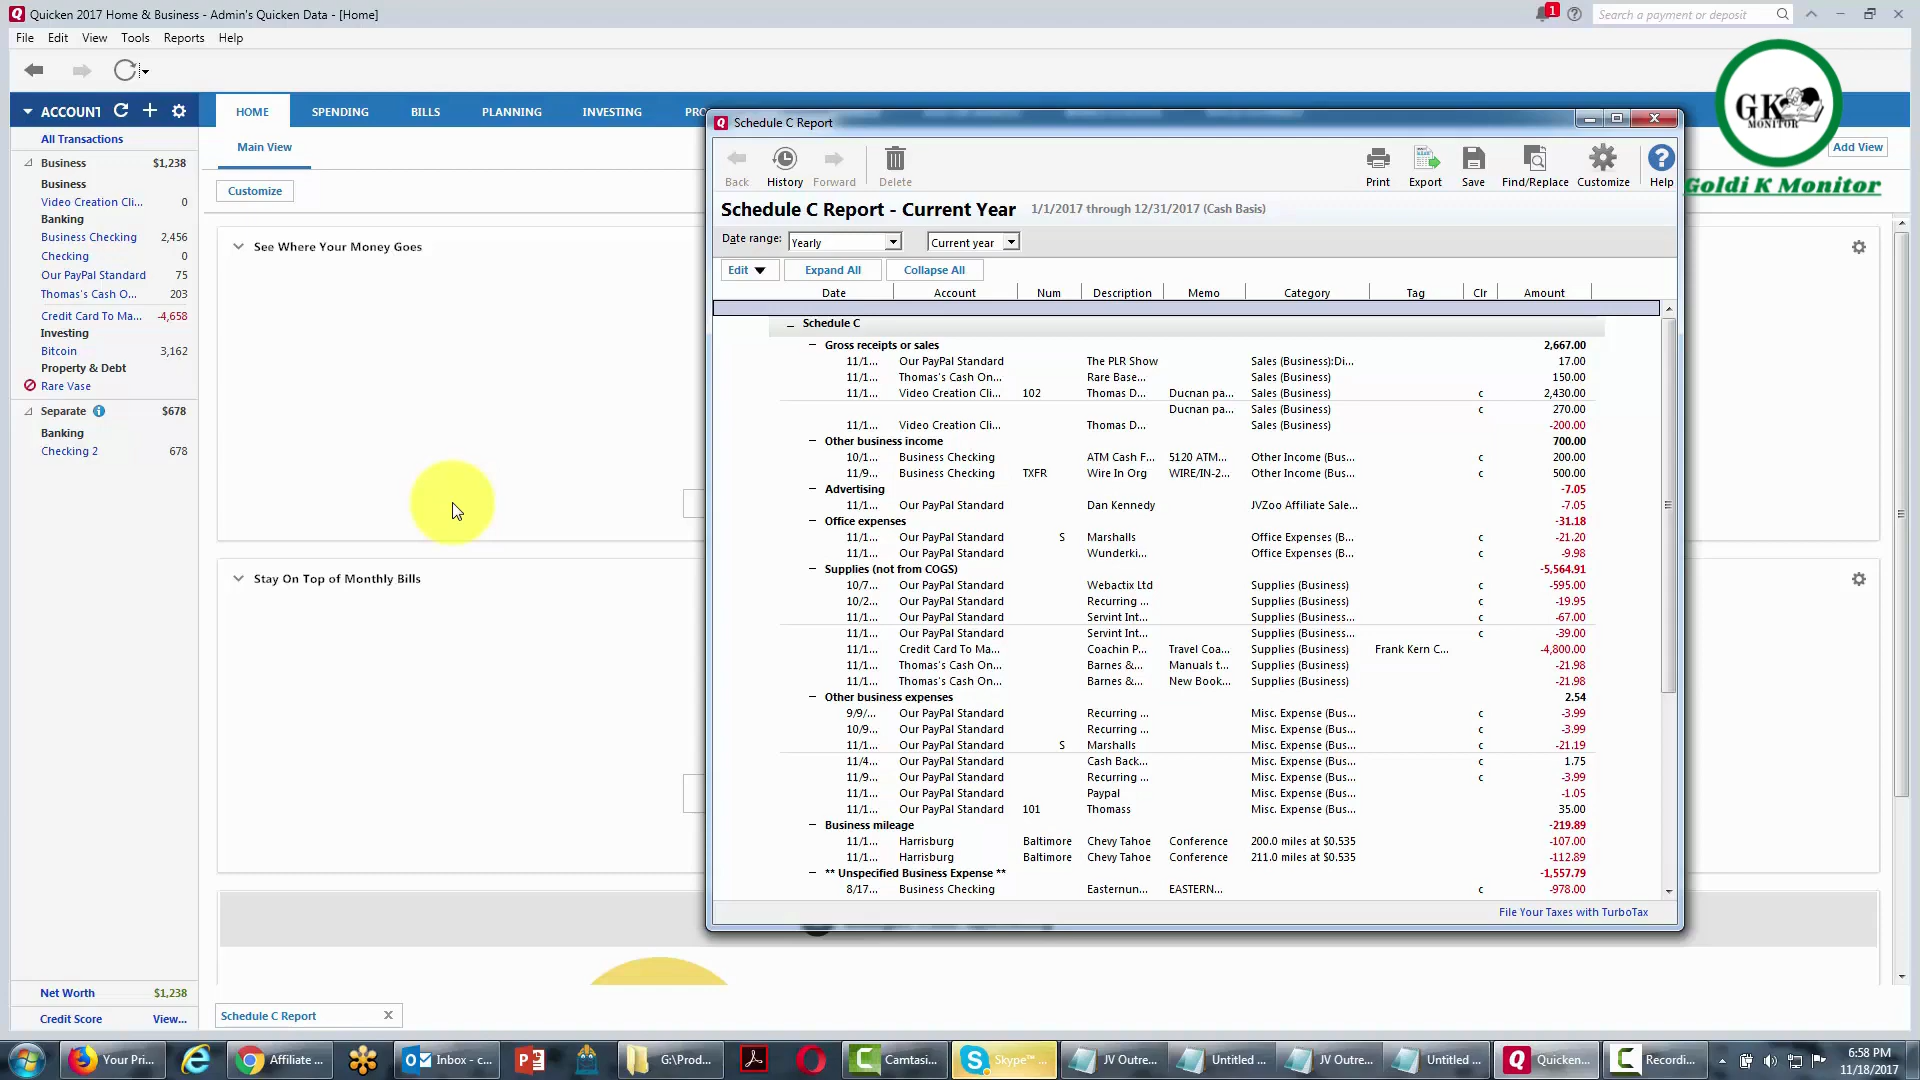 Quicken 2017 Home & Business - Admin's Quicken Data - [Home]
1
Search a payment or deposit
File Edit View Tools Reports Help
ACCOUNT
All Transactions
Business $1,238
Business
Video Creation Cli... 0
Banking
Business Checking 2,456
Checking 0
Our PayPal Standard 75
Thomas's Cash O... 203
Credit Card To Ma... -4,658
Investing
Bitcoin 3,162
Property & Debt
Rare Vase
Separate $678
Banking
Checking 2 678
Net Worth $1,238
Credit Score View...
HOME SPENDING BILLS PLANNING INVESTING
Main View
Customize
Add View
See Where Your Money Goes
Stay On Top of Monthly Bills
GK
MONITOR
Goldi K Monitor
Schedule C Report
Back History Forward Delete Print Export Save Find/Replace Customize Help
Schedule C Report - Current Year 1/1/2017 through 12/31/2017 (Cash Basis)
Date range: Yearly Current year
Edit Expand All Collapse All
Date Account Num Description Memo Category Tag Clr Amount
Schedule C
Gross receipts or sales 2,667.00
11/1... Our PayPal Standard The PLR Show Sales (Business):Di... 17.00
11/1... Thomas's Cash On... Rare Base... Sales (Business) 150.00
11/1... Video Creation Cli... 102 Thomas D... Ducnan pa... Sales (Business) c 2,430.00
Ducnan pa... Sales (Business) c 270.00
11/1... Video Creation Cli... Thomas D... Sales (Business) -200.00
Other business income 700.00
10/1... Business Checking ATM Cash F... 5120 ATM... Other Income (Bus... c 200.00
11/9... Business Checking TXFR Wire In Org WIRE/IN-2... Other Income (Bus... c 500.00
Advertising -7.05
11/1... Our PayPal Standard Dan Kennedy JVZoo Affiliate Sale... -7.05
Office expenses -31.18
11/1... Our PayPal Standard S Marshalls Office Expenses (B... c -21.20
11/1... Our PayPal Standard Wunderki... Office Expenses (B... c -9.98
Supplies (not from COGS) -5,564.91
10/7... Our PayPal Standard Webactix Ltd Supplies (Business) c -595.00
10/2... Our PayPal Standard Recurring ... Supplies (Business) c -19.95
11/1... Our PayPal Standard Servint Int... Supplies (Business) c -67.00
11/1... Our PayPal Standard Servint Int... Supplies (Business) c -39.00
11/1... Credit Card To Ma... Coachin P... Travel Coa... Supplies (Business) Frank Kern C... -4,800.00
11/1... Thomas's Cash On... Barnes &... Manuals t... Supplies (Business) -21.98
11/1... Thomas's Cash On... Barnes &... New Book... Supplies (Business) -21.98
Other business expenses 2.54
9/9/... Our PayPal Standard Recurring ... Misc. Expense (Bus... c -3.99
10/9... Our PayPal Standard Recurring ... Misc. Expense (Bus... c -3.99
11/1... Our PayPal Standard S Marshalls Misc. Expense (Bus... c -21.19
11/4... Our PayPal Standard Cash Back... Misc. Expense (Bus... c 1.75
11/9... Our PayPal Standard Recurring ... Misc. Expense (Bus... c -3.99
11/1... Our PayPal Standard Paypal Misc. Expense (Bus... -1.05
11/1... Our PayPal Standard 101 Thomass Misc. Expense (Bus... 35.00
Business mileage -219.89
11/1... Harrisburg Baltimore Chevy Tahoe Conference 200.0 miles at $0.535 -107.00
11/1... Harrisburg Baltimore Chevy Tahoe Conference 211.0 miles at $0.535 -112.89
** Unspecified Business Expense ** -1,557.79
8/17... Business Checking Easternun... EASTERN... c -978.00
File Your Taxes with TurboTax
Schedule C Report
Your Pri... Affiliate ... Inbox - c... G:\Prod... Camtasi... Skype™ ... JV Outre... Untitled ... JV Outre... Untitled ... Quicken... Recordi...
6:58 PM
11/18/2017